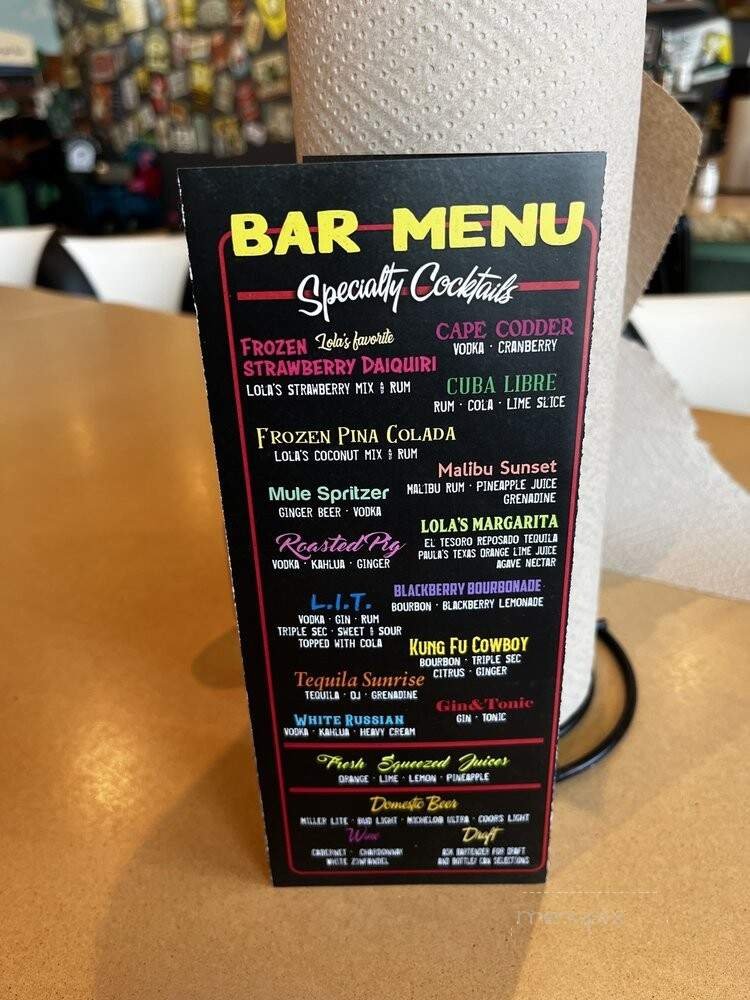 BAR MENU
Specialty Cocktails
Lola's favorite
FROZEN
STRAWBERRY DAIQUIRI
LOLA'S STRAWBERRY MIX & RUM
CAPE CODDER
VODKA · CRANBERRY
CUBA LIBRE
RUM · COLA · LIME SLICE
FROZEN PINA COLADA
LOLA'S COCONUT MIX & RUM
Malibu Sunset
MALIBU RUM · PINEAPPLE JUICE
GRENADINE
Mule Spritzer
GINGER BEER · VODKA
LOLA'S MARGARITA
EL TESORO REPOSADO TEQUILA
PAULA'S TEXAS ORANGE LIME JUICE
AGAVE NECTAR
Roasted Pig
VODKA · KAHLUA · GINGER
BLACKBERRY BOURBONADE
BOURBON · BLACKBERRY LEMONADE
L.I.T.
VODKA · GIN · RUM
TRIPLE SEC · SWEET & SOUR
TOPPED WITH COLA
KUNG FU COWBOY
BOURBON · TRIPLE SEC
CITRUS · GINGER
Tequila Sunrise
TEQUILA · OJ · GRENADINE
Gin&Tonic
GIN · TONIC
WHITE RUSSIAN
VODKA · KAHLUA · HEAVY CREAM
Fresh Squeezed Juices
ORANGE · LIME · LEMON · PINEAPPLE
Domestic Beer
MILLER LITE · BUD LIGHT · MICHELOB ULTRA · COORS LIGHT
Wine
CABERNET · CHARDONNAY
WHITE ZINFANDEL
Draft
ASK BARTENDER FOR DRAFT
AND BOTTLE/ CAN SELECTIONS
menupix